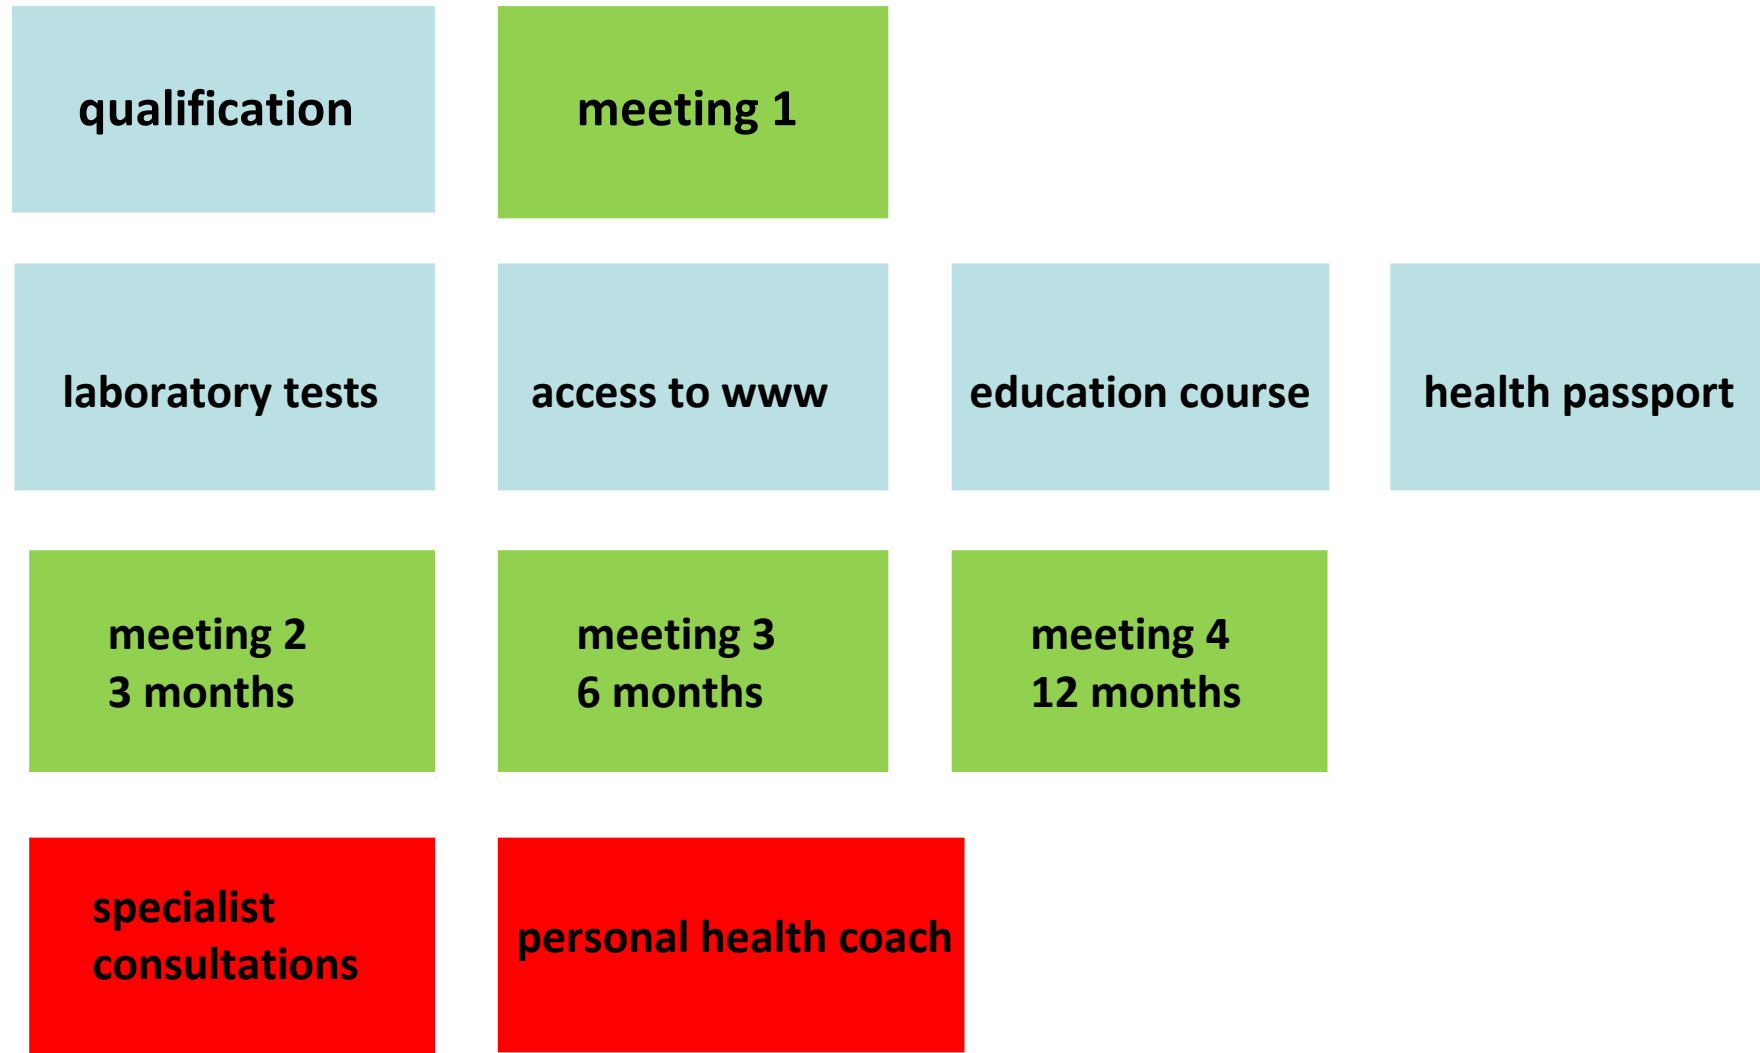 qualification
meeting 1
laboratory tests
access to www
education course
health passport
meeting 2
3 months
meeting 3
6 months
meeting 4
12 months
specialist
consultations
personal health coach